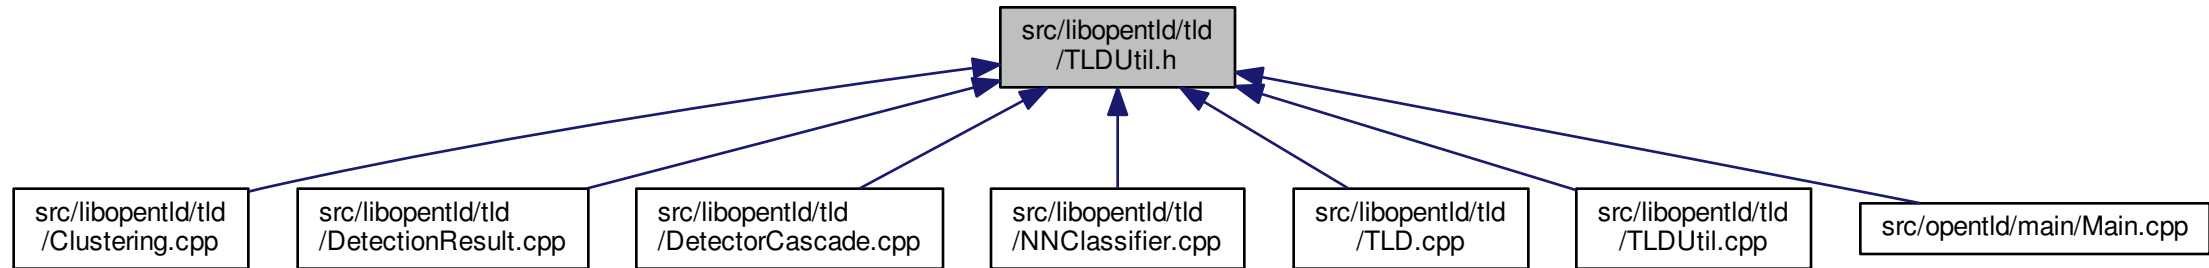 src/libopentld/tld
/TLDUtil.h
src/libopentld/tld
/Clustering.cpp
src/libopentld/tld
/DetectionResult.cpp
src/libopentld/tld
/DetectorCascade.cpp
src/libopentld/tld
/NNClassifier.cpp
src/libopentld/tld
/TLD.cpp
src/libopentld/tld
/TLDUtil.cpp
src/opentld/main/Main.cpp